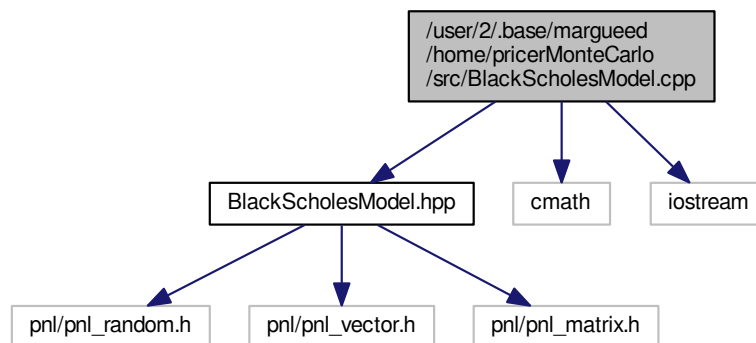 /user/2/.base/margueed
/home/pricerMonteCarlo
/src/BlackScholesModel.cpp
BlackScholesModel.hpp
cmath
iostream
pnl/pnl_random.h
pnl/pnl_vector.h
pnl/pnl_matrix.h